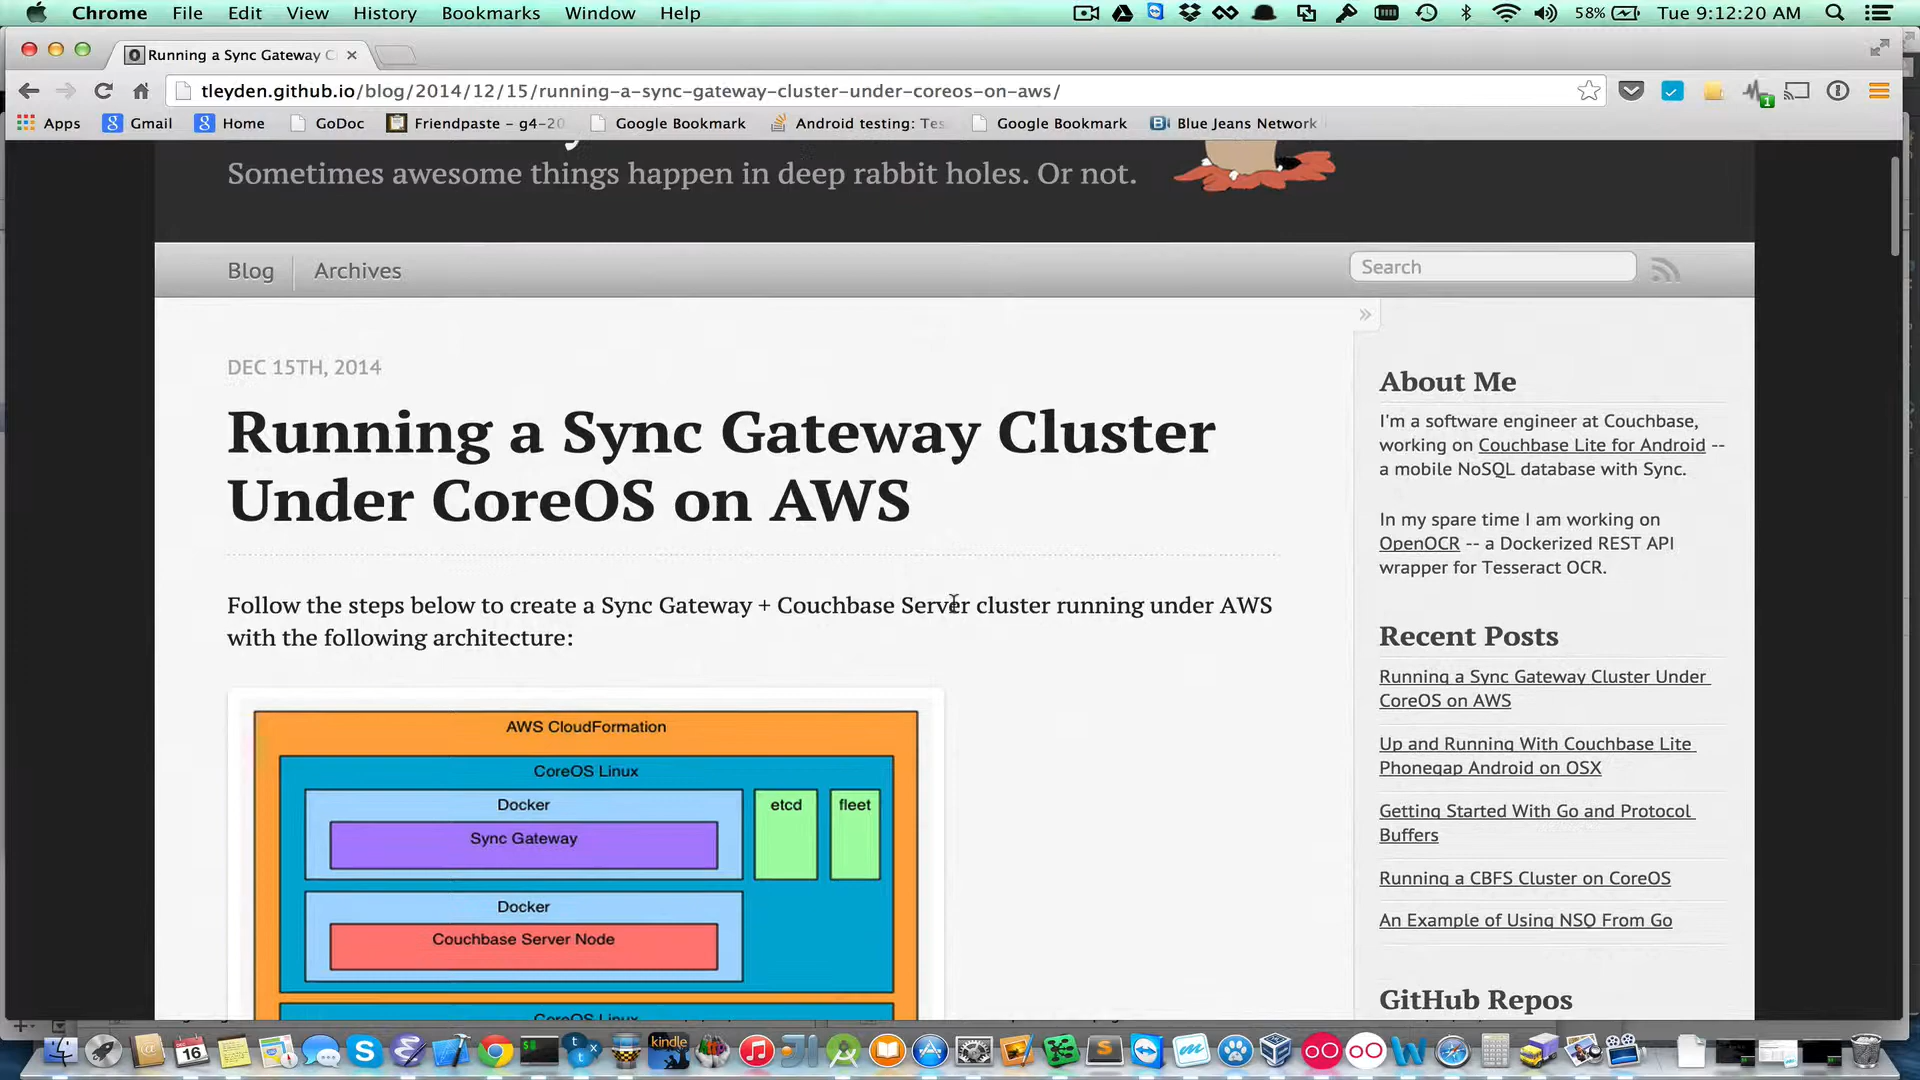 Chrome File Edit View History Bookmarks Window Help 58% Tue 9:12:20 AM
Running a Sync Gateway C
tleyden.github.io/blog/2014/12/15/running-a-sync-gateway-cluster-under-coreos-on-aws/
Apps Gmail Home GoDoc Friendpaste - g4-20 Google Bookmark Android testing: Tes Google Bookmark Blue Jeans Network
Sometimes awesome things happen in deep rabbit holes. Or not.
Blog Archives Search
DEC 15TH, 2014
Running a Sync Gateway Cluster
Under CoreOS on AWS
Follow the steps below to create a Sync Gateway + Couchbase Server cluster running under AWS
with the following architecture:
AWS CloudFormation
CoreOS Linux
Docker etcd fleet
Sync Gateway
Docker
Couchbase Server Node
CoreOS Linux
About Me
I'm a software engineer at Couchbase,
working on Couchbase Lite for Android --
a mobile NoSQL database with Sync.
In my spare time I am working on
OpenOCR -- a Dockerized REST API
wrapper for Tesseract OCR.
Recent Posts
Running a Sync Gateway Cluster Under
CoreOS on AWS
Up and Running With Couchbase Lite
Phonegap Android on OSX
Getting Started With Go and Protocol
Buffers
Running a CBFS Cluster on CoreOS
An Example of Using NSQ From Go
GitHub Repos
DEC
16
kindle